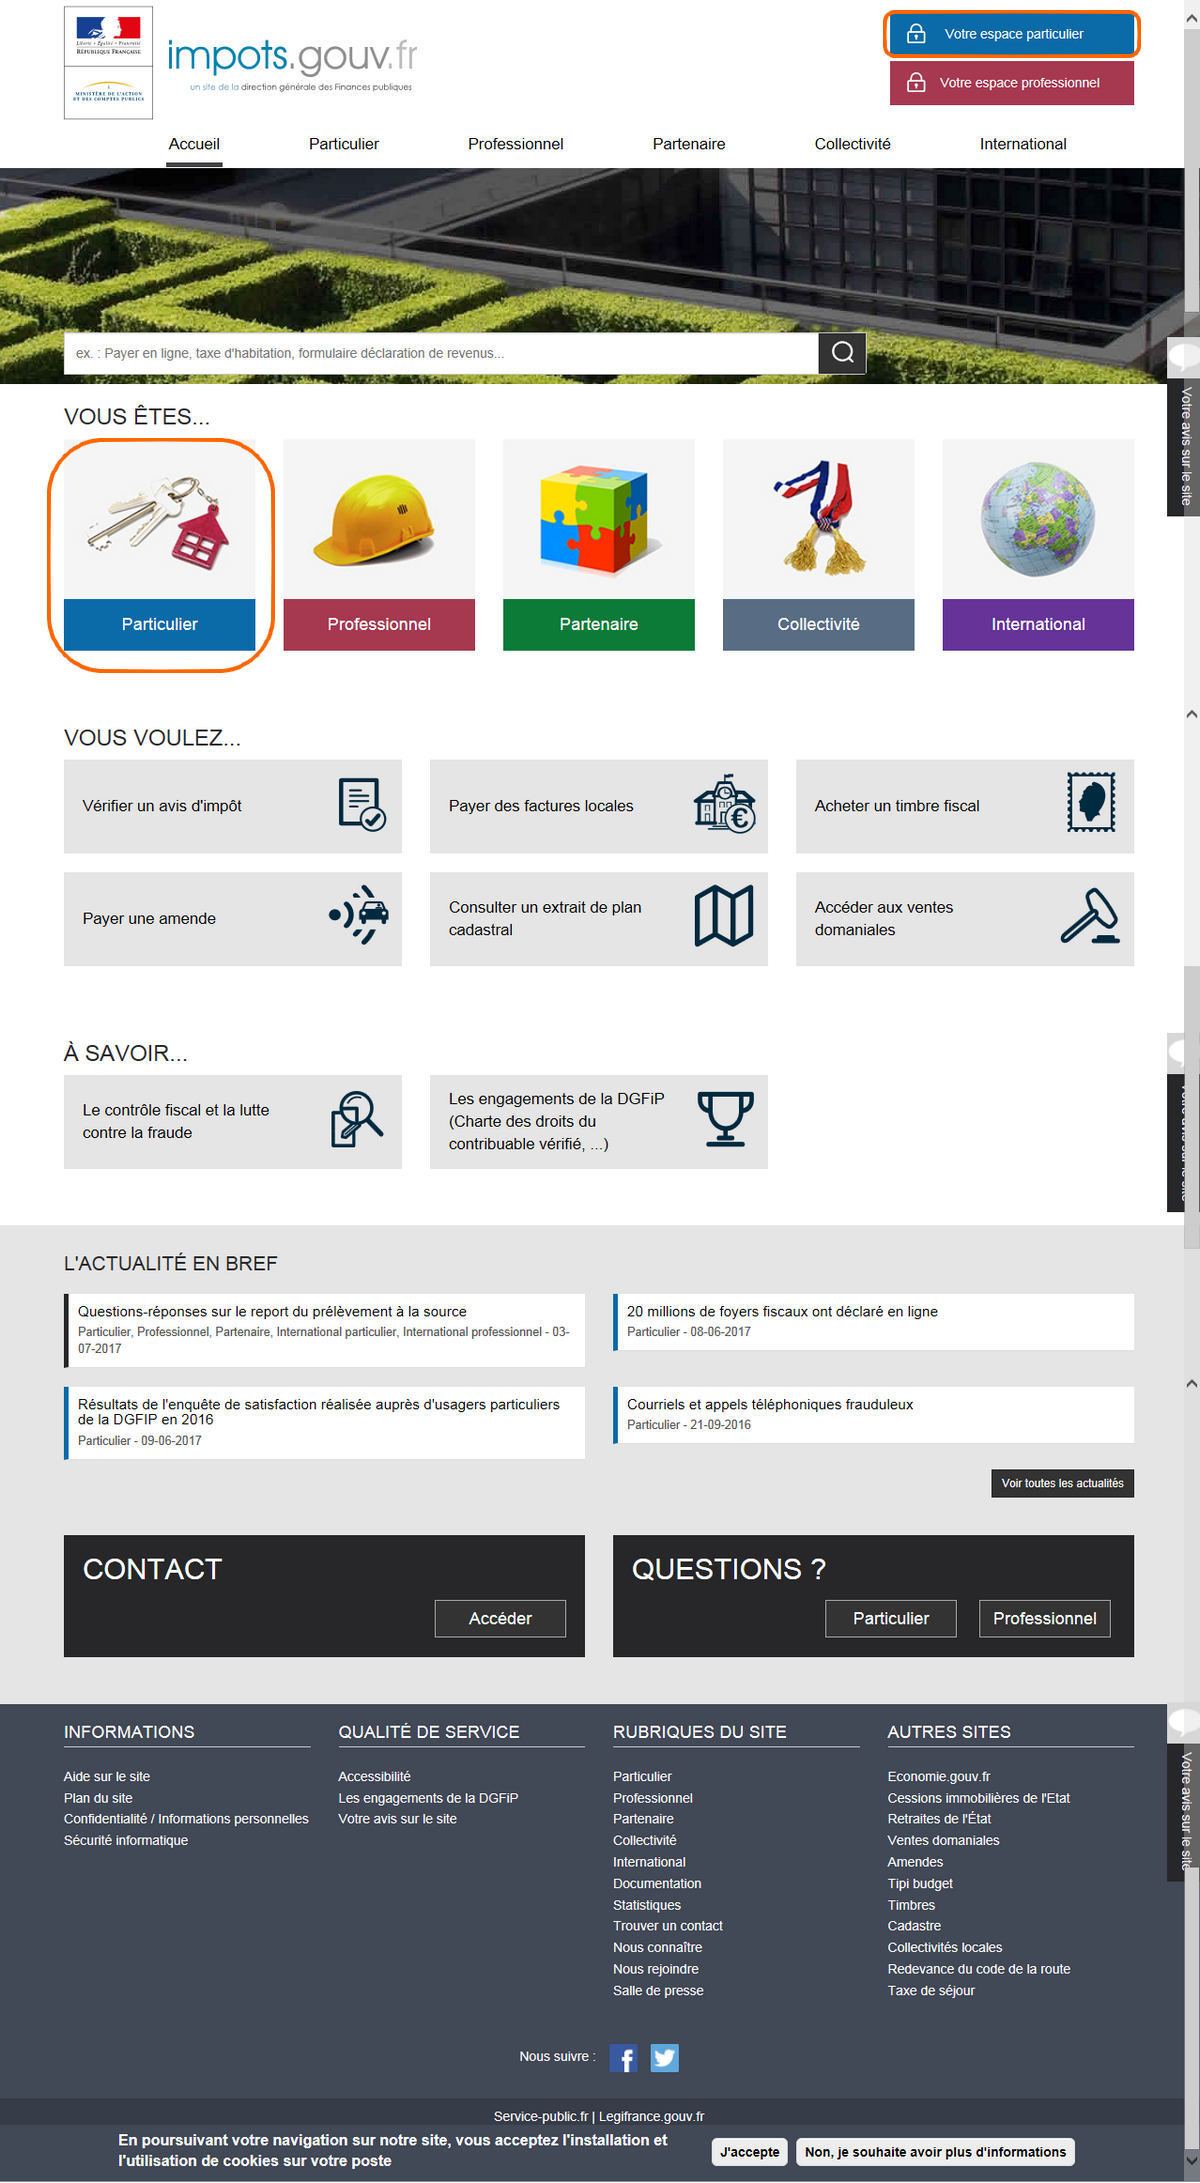 Liberté • Égalité • Fraternité
RÉPUBLIQUE FRANÇAISE
MINISTÈRE DE L'ACTION
ET DES COMPTES PUBLICS
impots.gouv.fr
un site de la direction générale des Finances publiques
Votre espace particulier
Votre espace professionnel
Accueil
Particulier
Professionnel
Partenaire
Collectivité
International
ex. : Payer en ligne, taxe d'habitation, formulaire déclaration de revenus...
Votre avis sur le site
VOUS ÊTES...
Particulier
Professionnel
Partenaire
Collectivité
International
VOUS VOULEZ...
Vérifier un avis d'impôt
Payer des factures locales
Acheter un timbre fiscal
Payer une amende
Consulter un extrait de plan
cadastral
Accéder aux ventes
domaniales
À SAVOIR...
Le contrôle fiscal et la lutte
contre la fraude
Les engagements de la DGFiP
(Charte des droits du
contribuable vérifié, ...)
Votre avis sur le site
L'ACTUALITÉ EN BREF
Questions-réponses sur le report du prélèvement à la source
Particulier, Professionnel, Partenaire, International particulier, International professionnel - 03-
07-2017
20 millions de foyers fiscaux ont déclaré en ligne
Particulier - 08-06-2017
Résultats de l'enquête de satisfaction réalisée auprès d'usagers particuliers
de la DGFIP en 2016
Particulier - 09-06-2017
Courriels et appels téléphoniques frauduleux
Particulier - 21-09-2016
Voir toutes les actualités
CONTACT
Accéder
QUESTIONS ?
Particulier
Professionnel
INFORMATIONS
Aide sur le site
Plan du site
Confidentialité / Informations personnelles
Sécurité informatique
QUALITÉ DE SERVICE
Accessibilité
Les engagements de la DGFiP
Votre avis sur le site
RUBRIQUES DU SITE
Particulier
Professionnel
Partenaire
Collectivité
International
Documentation
Statistiques
Trouver un contact
Nous connaître
Nous rejoindre
Salle de presse
AUTRES SITES
Economie.gouv.fr
Cessions immobilières de l'Etat
Retraites de l'État
Ventes domaniales
Amendes
Tipi budget
Timbres
Cadastre
Collectivités locales
Redevance du code de la route
Taxe de séjour
Votre avis sur le site
Nous suivre :
Service-public.fr | Legifrance.gouv.fr
En poursuivant votre navigation sur notre site, vous acceptez l'installation et
l'utilisation de cookies sur votre poste
J'accepte
Non, je souhaite avoir plus d'informations